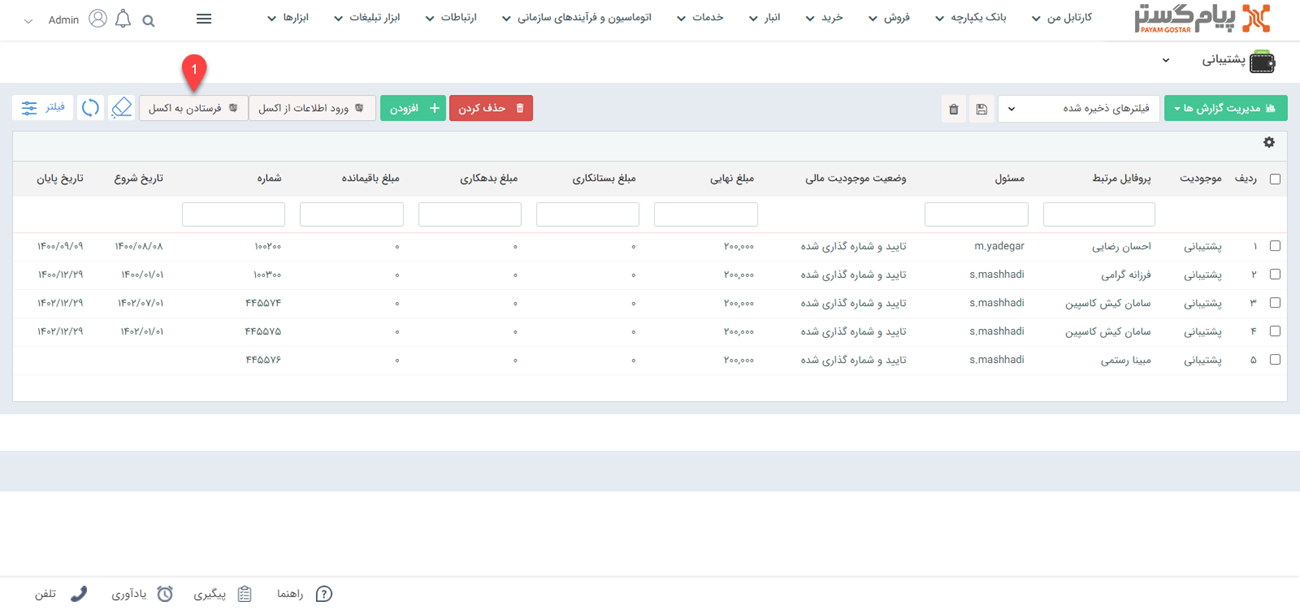 پیام گستر PAYAM GOSTAR کارتابل من بانک یکپارچه فروش خرید انبار خدمات ارتباطات اتوماسیون و فرآیندهای سازمانی ابزار تبلیغات ابزارها Admin
پشتیبانی
1
مدیریت گزارش ها فیلترهای ذخیره شده حذف کردن افزودن ورود اطلاعات از اکسل فرستادن به اکسل فیلتر
ردیف موجودیت پروفایل مرتبط مسئول وضعیت موجودیت مالی مبلغ نهایی مبلغ بستانکاری مبلغ بدهکاری مبلغ باقیمانده شماره تاریخ شروع تاریخ پایان
۱ پشتیبانی احسان رضایی m.yadegar تایید و شماره گذاری شده ۲۰۰,۰۰۰ ۰ ۰ ۰ ۱۰۰۲۰۰ ۱۴۰۰/۰۸/۰۸ ۱۴۰۰/۰۹/۰۹
۲ پشتیبانی فرزانه گرامی s.mashhadi تایید و شماره گذاری شده ۲۰۰,۰۰۰ ۰ ۰ ۰ ۱۰۰۳۰۰ ۱۴۰۰/۰۱/۰۱ ۱۴۰۰/۱۲/۲۹
۳ پشتیبانی سامان کیش کاسپین s.mashhadi تایید و شماره گذاری شده ۲۰۰,۰۰۰ ۰ ۰ ۰ ۴۴۵۵۷۴ ۱۴۰۲/۰۷/۰۱ ۱۴۰۲/۱۲/۲۹
۴ پشتیبانی سامان کیش کاسپین s.mashhadi تایید و شماره گذاری شده ۲۰۰,۰۰۰ ۰ ۰ ۰ ۴۴۵۵۷۵ ۱۴۰۲/۰۱/۰۱ ۱۴۰۲/۱۲/۲۹
۵ پشتیبانی مبینا رستمی s.mashhadi تایید و شماره گذاری شده ۲۰۰,۰۰۰ ۰ ۰ ۰ ۴۴۵۵۷۶
راهنما پیگیری یادآوری تلفن